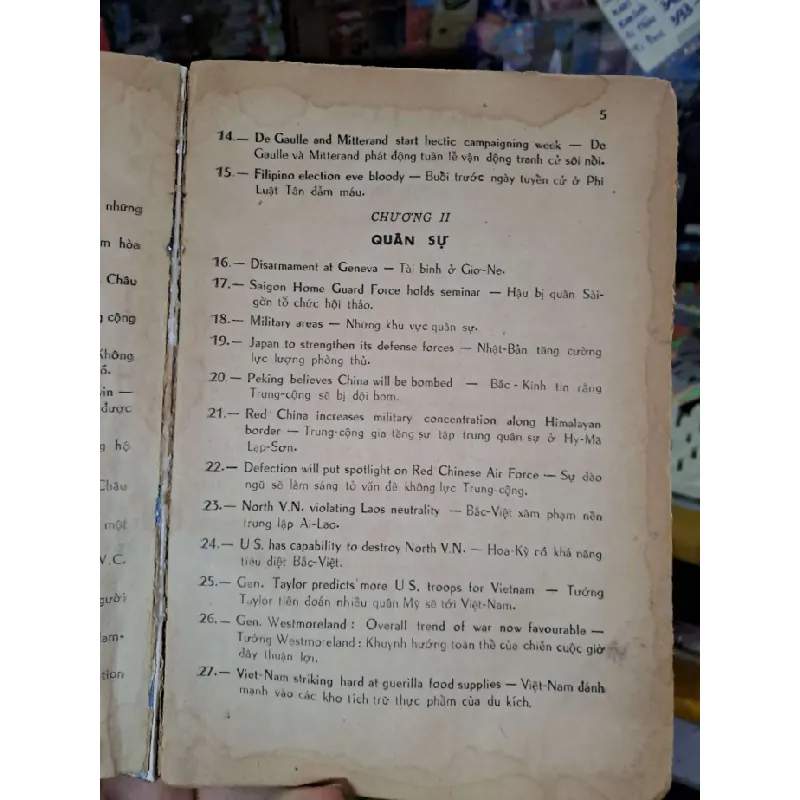 5
14.— De Gaulle and Mitterand start hectic campaigning week — De
Gaulle và Mitterand phát động tuần lễ vận động tranh cử sôi nổi.
15.— Filipino election eve bloody — Buổi trước ngày tuyển cử ở Phi
Luật Tân đẫm máu.
CHƯƠNG II
QUÂN SỰ
16.— Disarmament at Geneva — Tài binh ở Giơ-Ne.
17.— Saigon Home Guard Force holds seminar — Hậu bị quân Sài-
gòn tổ chức hội thảo.
18.— Military areas — Những khu vực quân sự.
19.— Japan to strengthen its defense forces — Nhật-Bản tăng cường
lực lượng phòng thủ.
20.— Peking believes China will be bombed — Bắc-Kinh tin rằng
Trung-cộng sẽ bị dội bom.
21.— Red China increases military concentration along Himalayan
border — Trung-cộng gia tăng sự tập trung quân sự ở Hy-Mã
Lạp-Sơn.
22.— Defection will put spotlight on Red Chinese Air Force — Sự đào
ngũ sẽ làm sáng tỏ vấn đề không lực Trung-cộng.
23.— North V.N. violating Laos neutrality — Bắc-Việt xâm phạm nền
trung lập Ai-Lao.
24.— U S. has capability to destroy North V.N. — Hoa-Kỳ có khả năng
tiêu diệt Bắc-Việt.
25.— Gen. Taylor predicts more U S. troops for Vietnam — Tướng
Taylor tiên đoán nhiều quân Mỹ sẽ tới Việt-Nam.
26.— Gen. Westmoreland : Overall trend of war now favourable —
Tướng Westmoreland : Khuynh hướng toàn thể của chiến cuộc giờ
đây thuận lợi.
27.— Viet-Nam striking hard at guerilla food supplies — Việt-Nam đánh
mạnh vào các kho tích trữ thực phẩm của du kích.
những
hòa
Châu
cộng
Không
được
hộ
Châu
một
V.C.